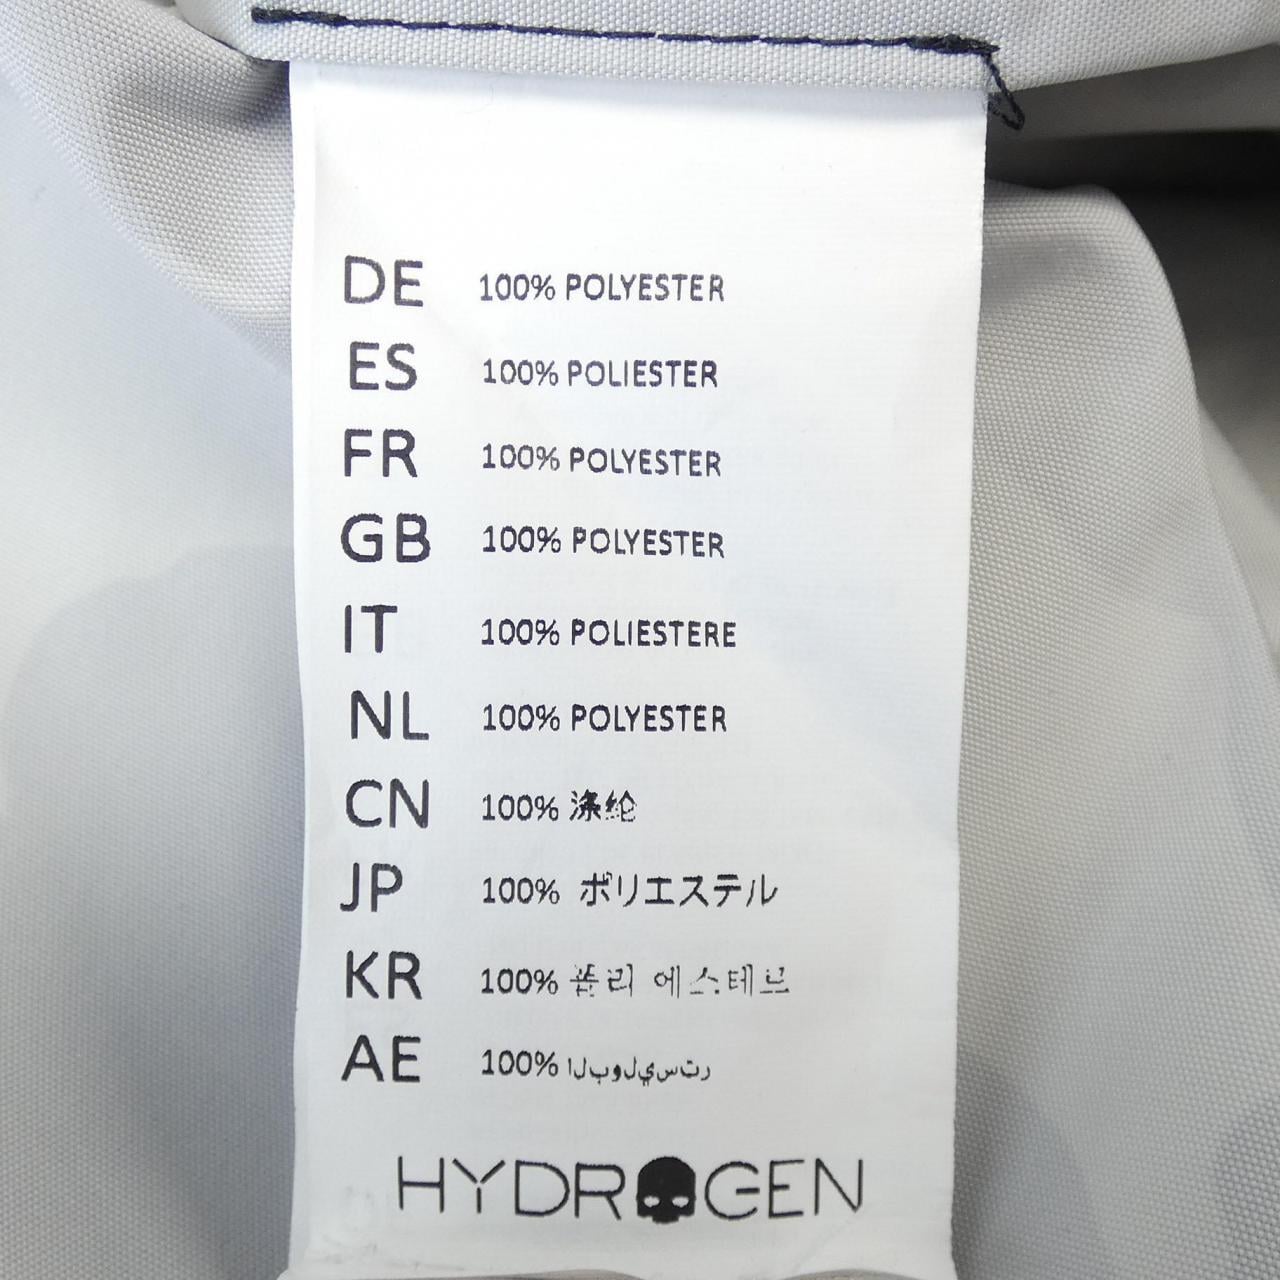 DE 100% POLYESTER
ES 100% POLIESTER
FR 100% POLYESTER
GB 100% POLYESTER
IT 100% POLIESTERE
NL 100% POLYESTER
CN 100% 涤纶
JP 100% ポリエステル
KR 100% 폴리 에스테르
AE 100% البوليستر
HYDROGEN